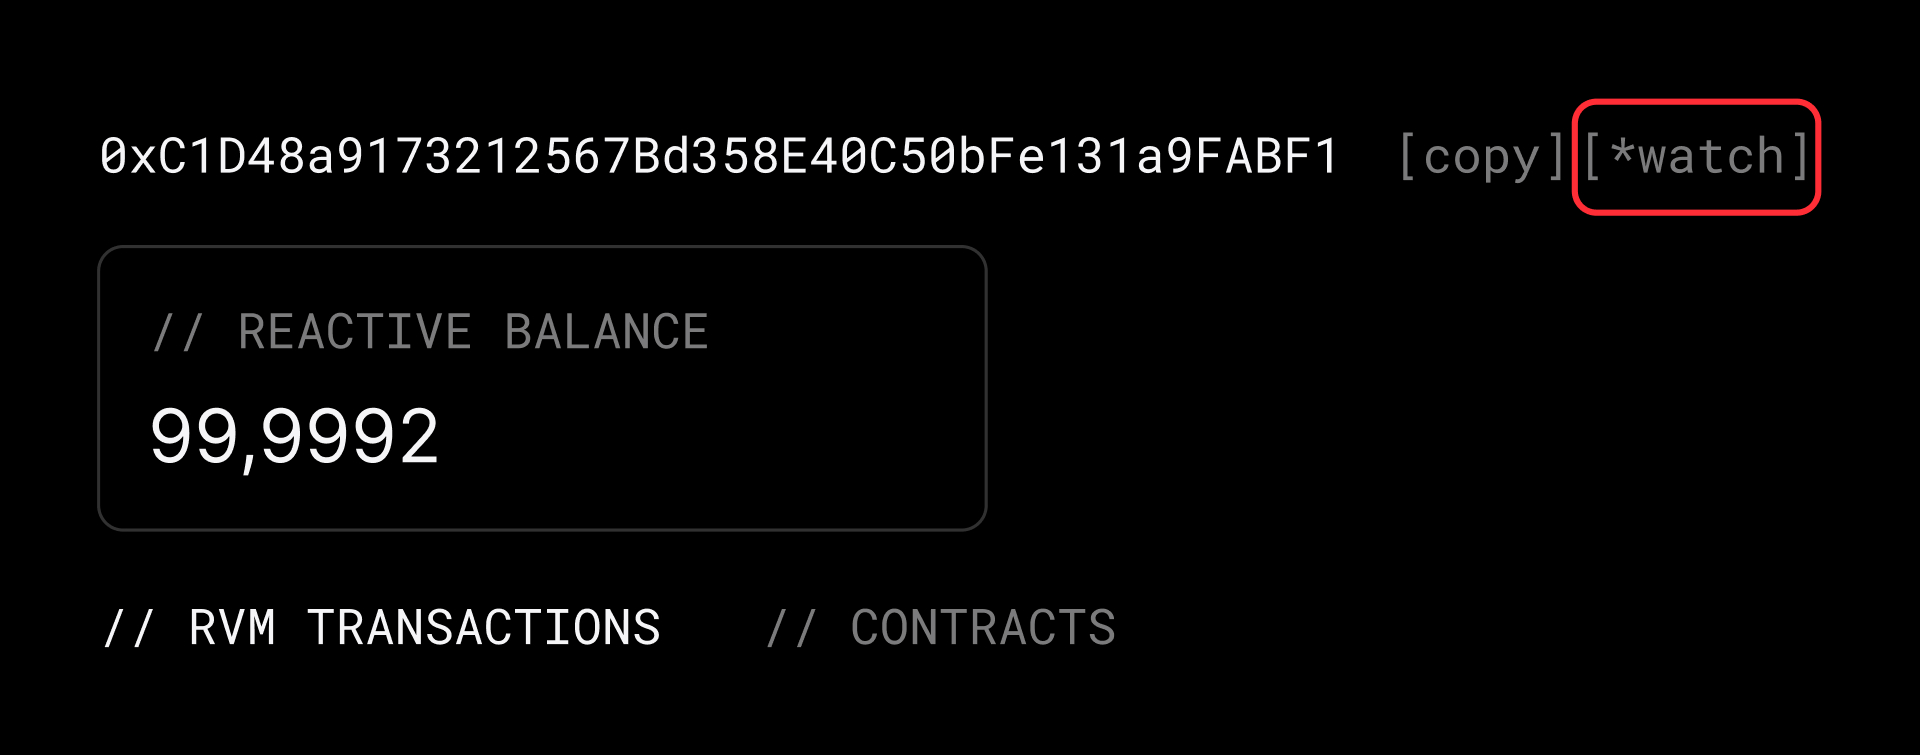 0xC1D48a9173212567Bd358E40C50bFe131a9FABF1 [copy][*watch]
// REACTIVE BALANCE
99,9992
// RVM TRANSACTIONS // CONTRACTS